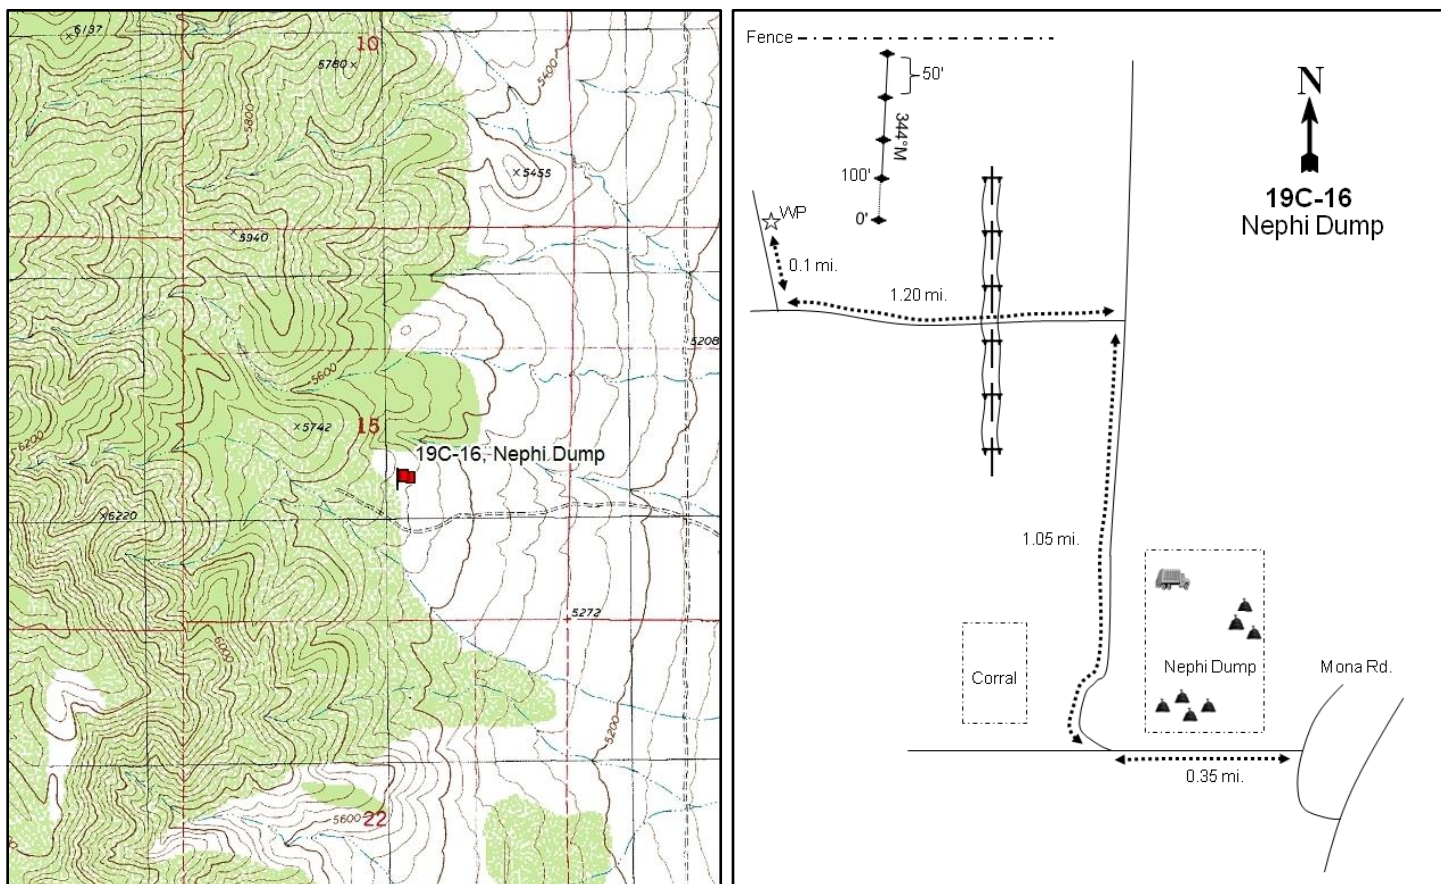 6137
10
5780
5400
5800
5455
5940
5208
5600
5742
15
6200
19C-16, Nephi Dump
6220
5272
6000
5200
5600
22
Fence
50'
344°M
100'
0'
WP
0.1 mi.
1.20 mi.
N
19C-16
Nephi Dump
1.05 mi.
Corral
Nephi Dump
Mona Rd.
0.35 mi.